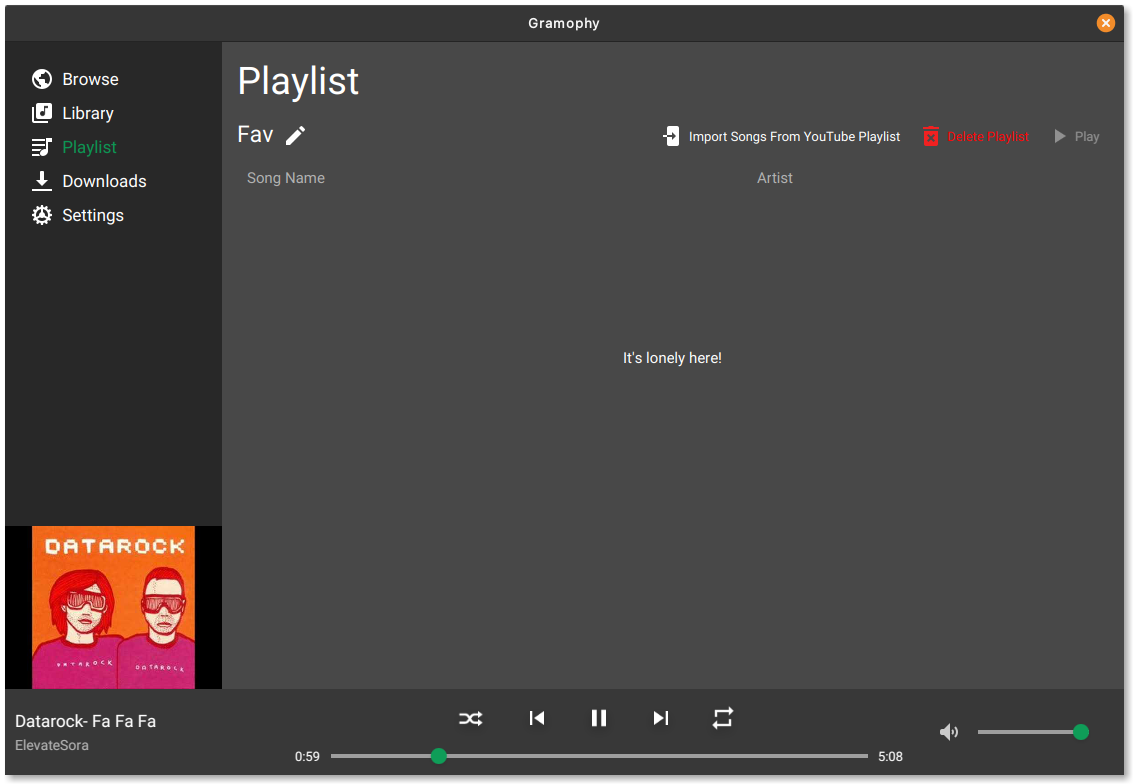 Gramophy
Browse
Library
Playlist
Downloads
Settings
Playlist
Fav
Import Songs From YouTube Playlist
Delete Playlist
Play
Song Name
Artist
It's lonely here!
DATAROCK
DATAROCK
DATAROCK
Datarock- Fa Fa Fa
ElevateSora
0:59
5:08